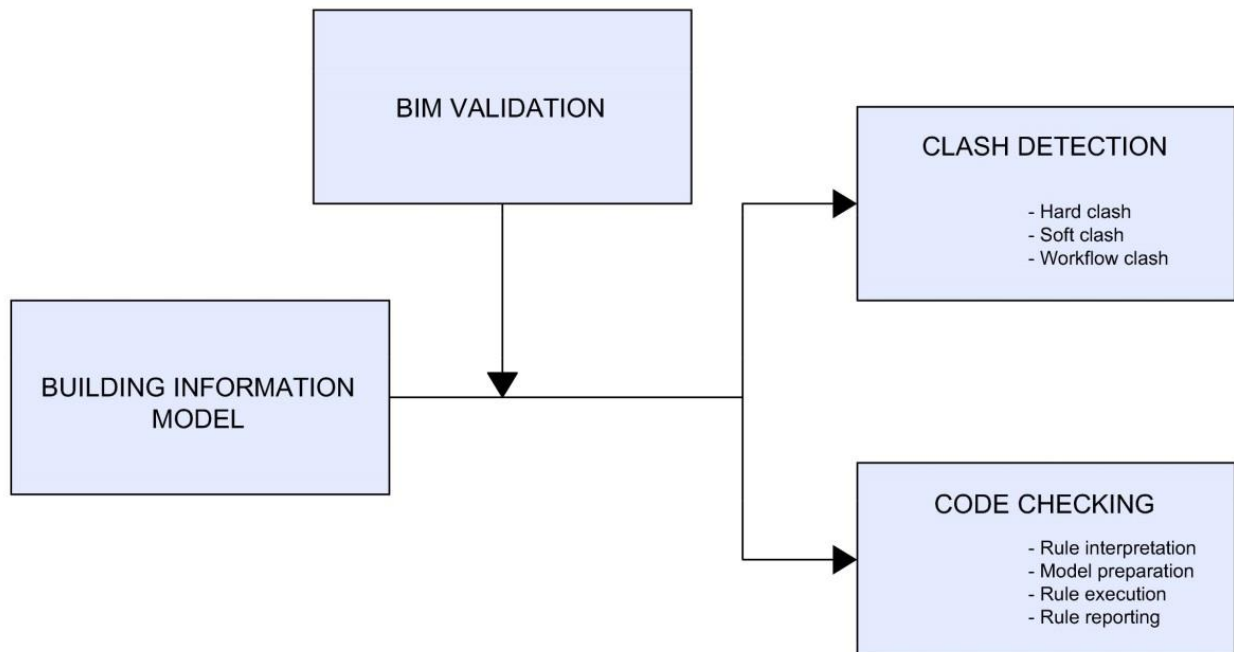 BIM VALIDATION
CLASH DETECTION
- Hard clash
- Soft clash
- Workflow clash
BUILDING INFORMATION
MODEL
CODE CHECKING
- Rule interpretation
- Model preparation
- Rule execution
- Rule reporting